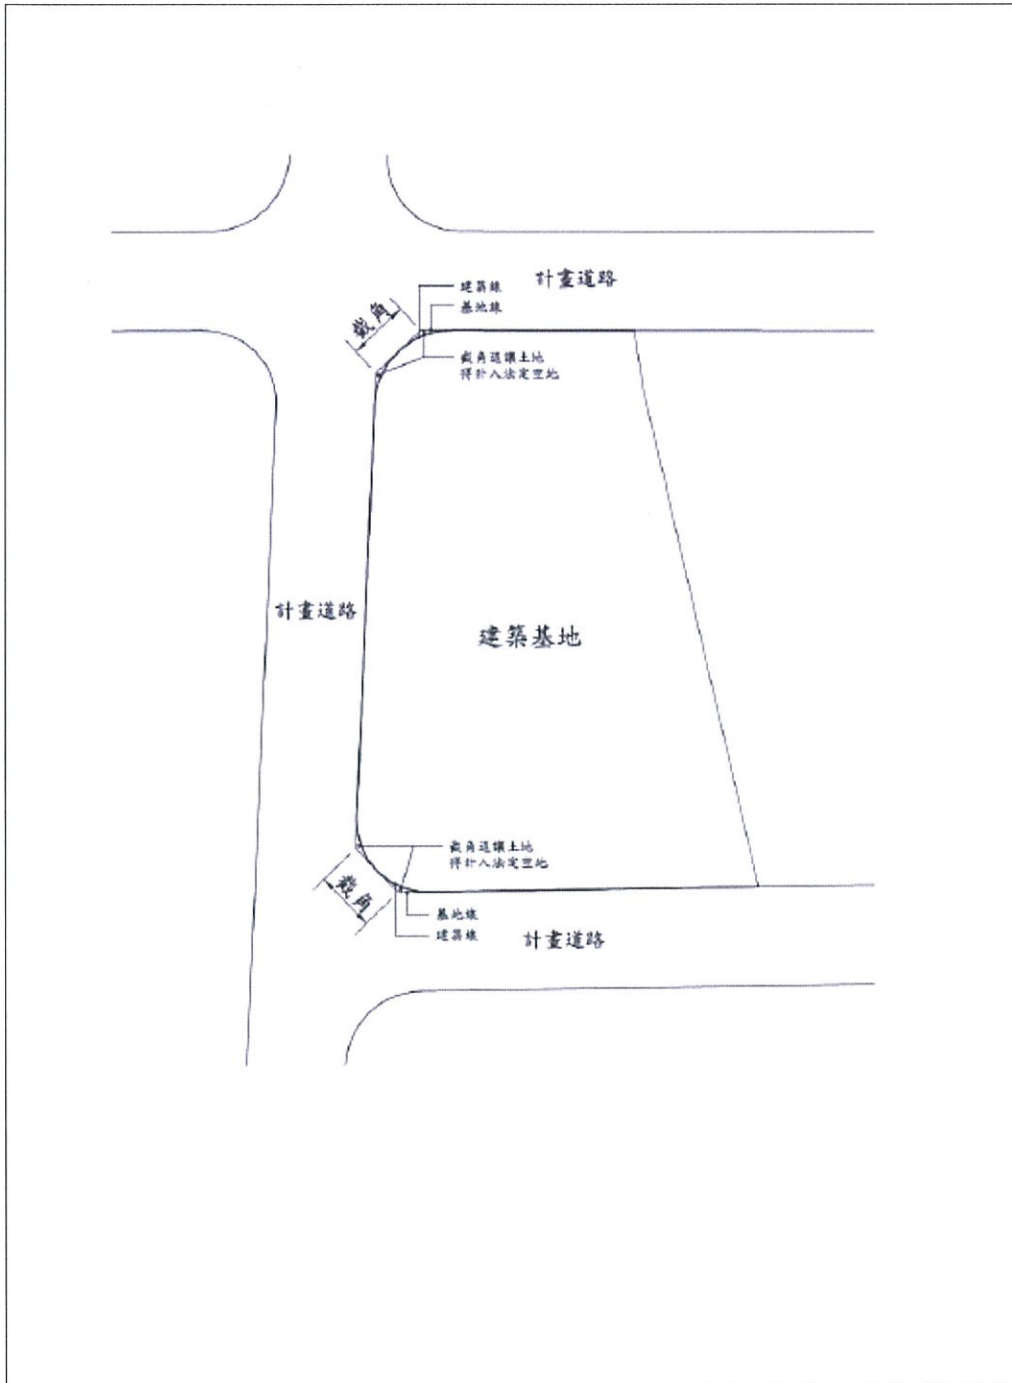 計畫道路
建築線
基地線
截角
截角退讓土地
得計入法定空地
計畫道路
建築基地
截角退讓土地
得計入法定空地
截角
基地線
建築線
計畫道路